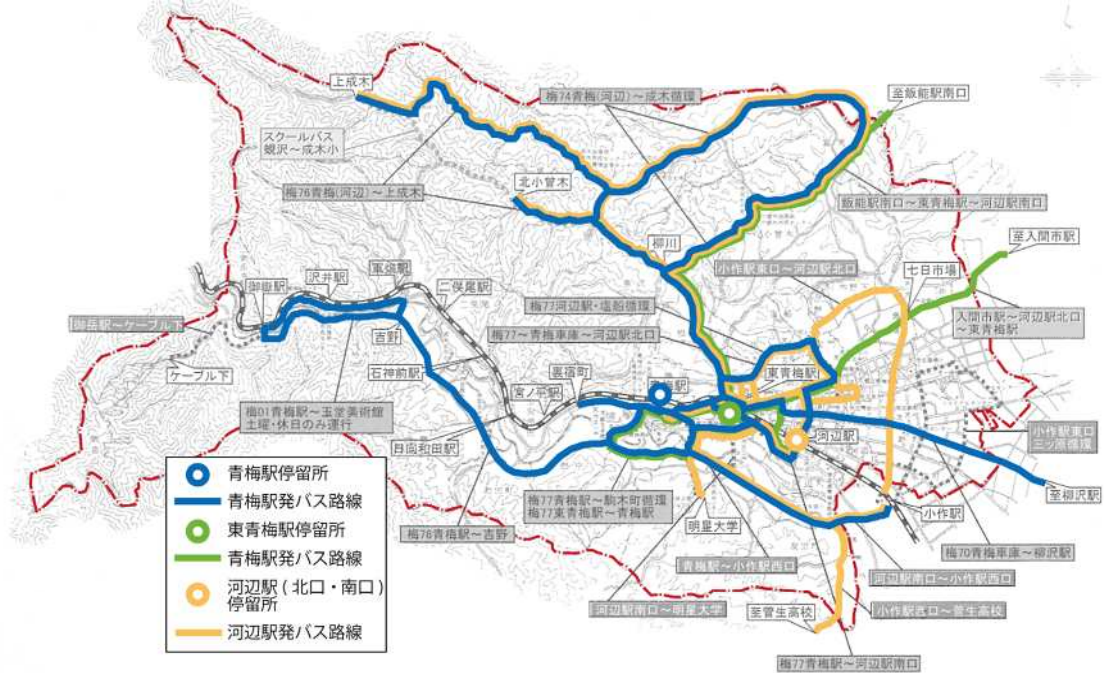 上成木
梅74青梅(河辺)～成木循環
至飯能駅南口
スクールバス
蜆沢～成木小
梅76青梅(河辺)～上成木
北小曽木
飯能駅南口～東青梅駅～河辺駅南口
柳川
至入間市駅
小作駅東口～河辺駅北口
七日市場
御嶽駅
沢井駅
軍畑駅
二俣尾駅
梅77河辺駅・塩船循環
入間市駅～河辺駅北口
～東青梅駅
御岳駅～ケーブル下
吉野
梅77～青梅車庫～河辺駅北口
ケーブル下
石神前駅
裏宿町
宮ノ平駅
青梅駅
東青梅駅
梅01青梅駅～玉堂美術館
土曜・休日のみ運行
日向和田駅
河辺駅
小作駅東口
三ッ原循環
青梅駅停留所
青梅駅発バス路線
東青梅駅停留所
青梅駅発バス路線
河辺駅(北口・南口)
停留所
河辺駅発バス路線
梅77青梅駅～駒木町循環
梅77東青梅駅～青梅駅
梅76青梅駅～吉野
明星大学
小作駅
至柳沢駅
梅70青梅車庫～柳沢駅
青梅駅～小作駅西口
河辺駅南口～小作駅西口
河辺駅南口～明星大学
至菅生高校
小作駅西口～菅生高校
梅77青梅駅～河辺駅南口